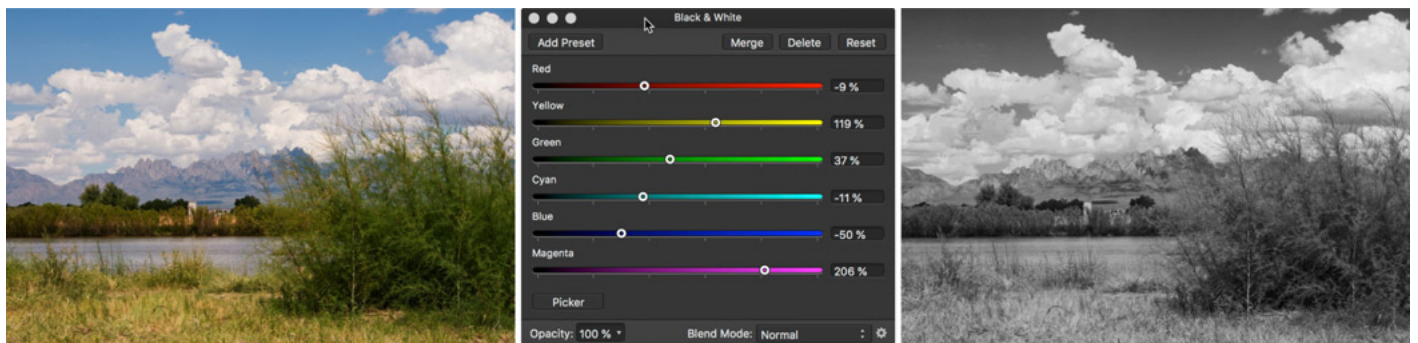 Black & White
Add Preset Merge Delete Reset
Red
-9 %
Yellow
119 %
Green
37 %
Cyan
-11 %
Blue
-50 %
Magenta
206 %
Picker
Opacity: 100 % Blend Mode: Normal